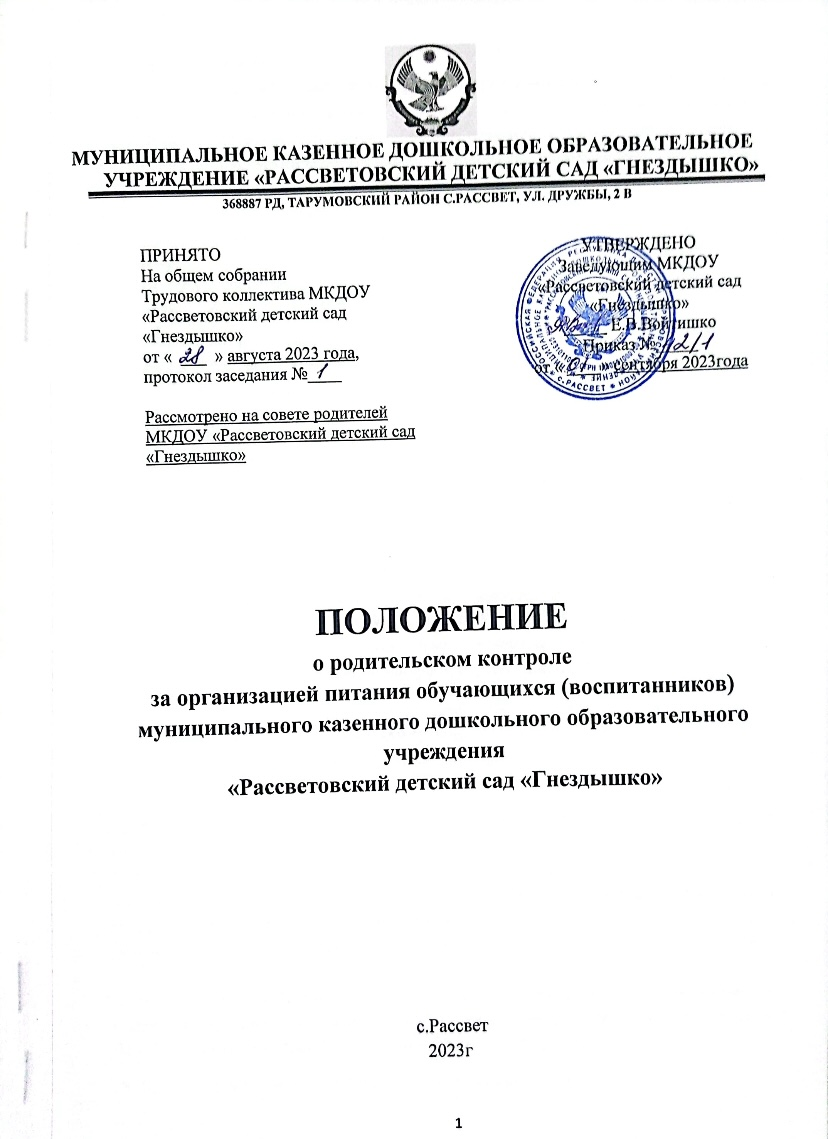 МУНИЦИПАЛЬНОЕ КАЗЕННОЕ ДОШКОЛЬНОЕ ОБРАЗОВАТЕЛЬНОЕ
УЧРЕЖДЕНИЕ «РАССВЕТОВСКИЙ ДЕТСКИЙ САД «ГНЕЗДЫШКО»
368887 РД, ТАРУМОВСКИЙ РАЙОН С.РАССВЕТ, УЛ. ДРУЖБЫ, 2 В
ПРИНЯТО
На общем собрании
Трудового коллектива МКДОУ
«Рассветовский детский сад
«Гнездышко»
от « 28 » августа 2023 года,
протокол заседания № 1
Рассмотрено на совете родителей
МКДОУ «Рассветовский детский сад
«Гнездышко»
УТВЕРЖДЕНО
Заведующим МКДОУ
«Рассветовский детский сад
«Гнездышко»
Е.В.Войтишко
Приказ №
от « » сентября 2023года
с.РАССВЕТ
ПОЛОЖЕНИЕ
о родительском контроле
за организацией питания обучающихся (воспитанников)
муниципального казенного дошкольного образовательного
учреждения
«Рассветовский детский сад «Гнездышко»
с.Рассвет
2023г
1